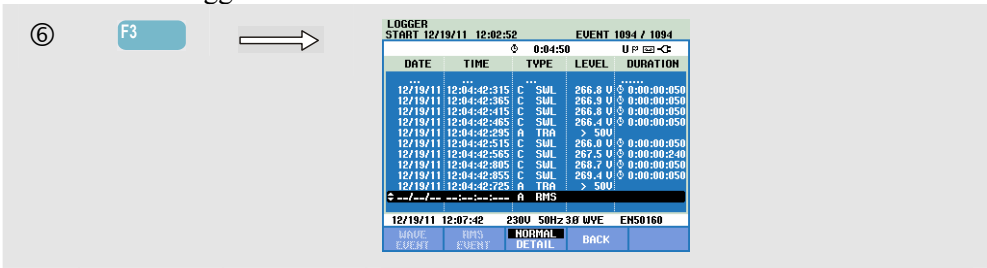 ⑥ F3
LOGGER
START 12/19/11 12:02:52 EVENT 1094 / 1094
0:04:50 U
DATE TIME TYPE LEVEL DURATION
... ... ... ......
12/19/11 12:04:42:315 C SWL 266.8 V 0:00:00:050
12/19/11 12:04:42:365 C SWL 266.9 V 0:00:00:050
12/19/11 12:04:42:415 C SWL 266.8 V 0:00:00:050
12/19/11 12:04:42:465 C SWL 266.4 V 0:00:00:050
12/19/11 12:04:42:295 A TRA > 50V
12/19/11 12:04:42:515 C SWL 266.0 V 0:00:00:050
12/19/11 12:04:42:565 C SWL 267.5 V 0:00:00:240
12/19/11 12:04:42:805 C SWL 268.7 V 0:00:00:050
12/19/11 12:04:42:855 C SWL 269.4 V 0:00:00:050
12/19/11 12:04:42:725 A TRA > 50V
--/--/-- --:--:--:--- A RMS
12/19/11 12:07:42 230V 50Hz 3.0 WYE EN50160
WAVE EVENT RMS EVENT NORMAL DETAIL BACK